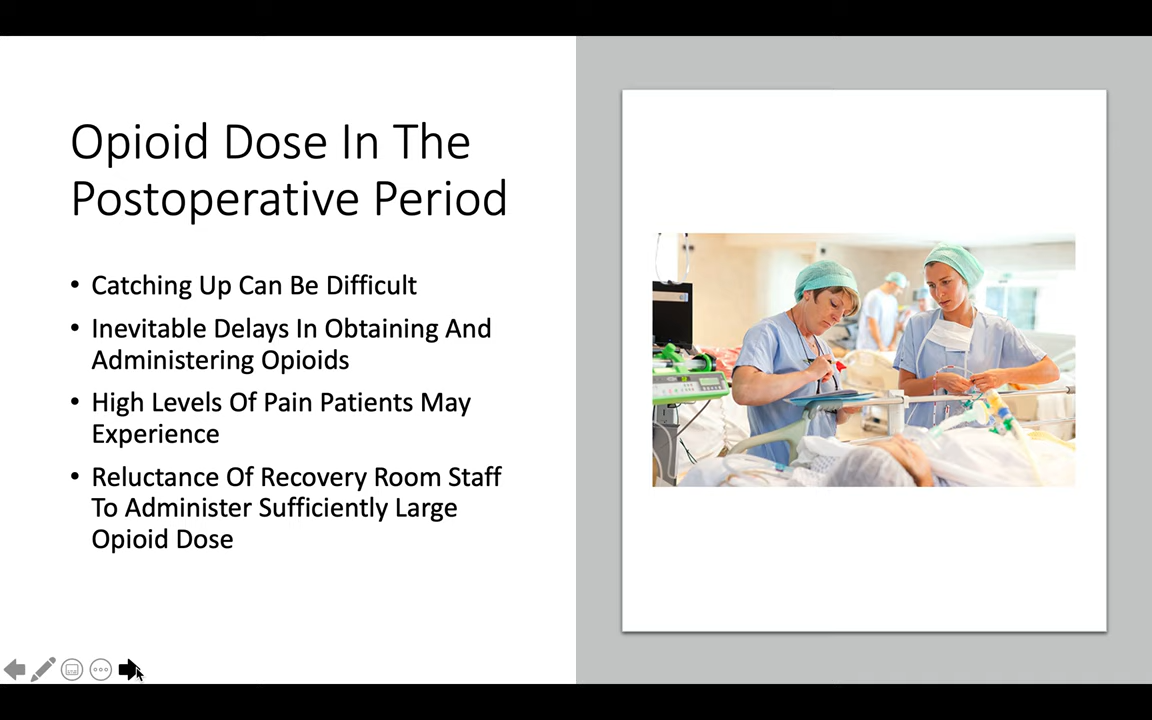 Opioid Dose In The
Postoperative Period
• Catching Up Can Be Difficult
• Inevitable Delays In Obtaining And
Administering Opioids
• High Levels Of Pain Patients May
Experience
• Reluctance Of Recovery Room Staff
To Administer Sufficiently Large
Opioid Dose